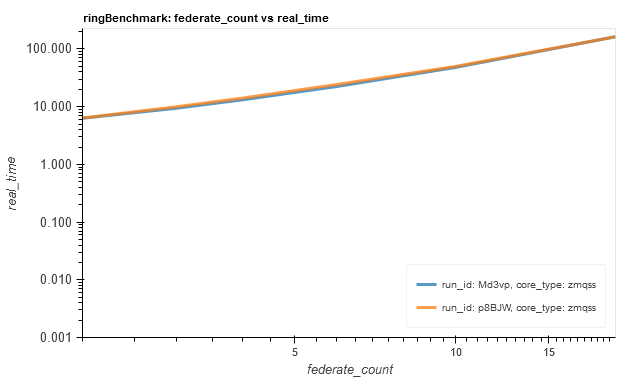 ringBenchmark: federate_count vs real_time
100.000
10.000
1.000
0.100
0.010
0.001
real_time
run_id: Md3vp, core_type: zmqss
run_id: p8BJW, core_type: zmqss
5
10
15
federate_count